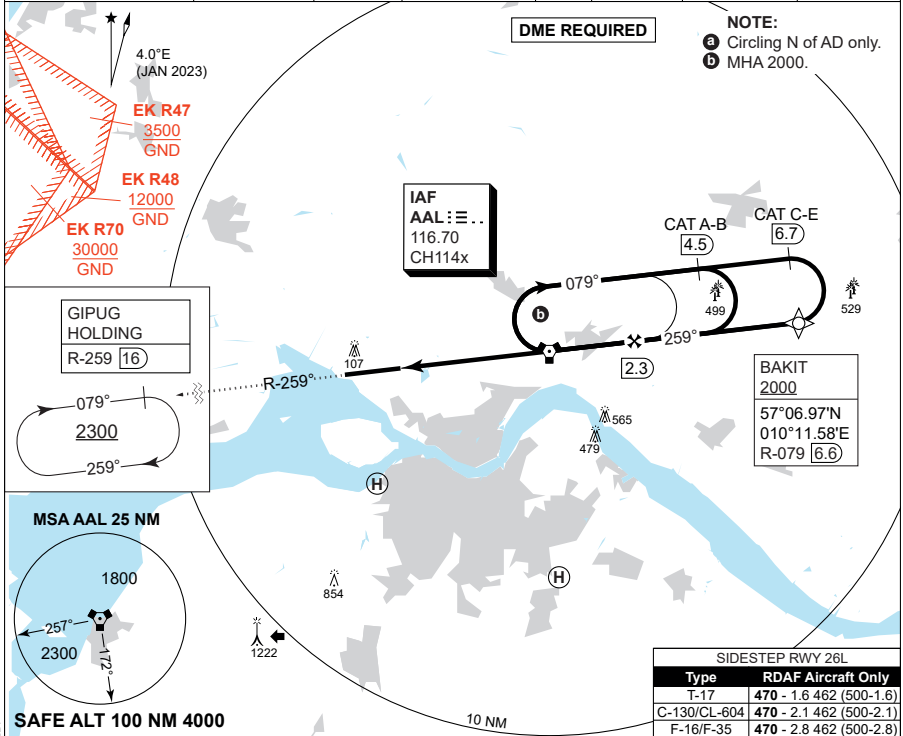 DME REQUIRED
NOTE:
a Circling N of AD only.
b MHA 2000.
4.0°E
(JAN 2023)
EK R47
3500
GND
EK R48
12000
GND
EK R70
30000
GND
IAF
AAL
116.70
CH114x
CAT A-B
4.5
CAT C-E
6.7
079°
499
529
b
259°
2.3
GIPUG
HOLDING
R-259 16
079°
2300
259°
107
R-259°
BAKIT
2000
57°06.97'N
010°11.58'E
R-079 6.6
565
479
H
H
MSA AAL 25 NM
1800
257°
2300
172°
854
1222
SAFE ALT 100 NM 4000
10 NM
SIDESTEP RWY 26L
Type RDAF Aircraft Only
T-17 470 - 1.6 462 (500-1.6)
C-130/CL-604 470 - 2.1 462 (500-2.1)
F-16/F-35 470 - 2.8 462 (500-2.8)